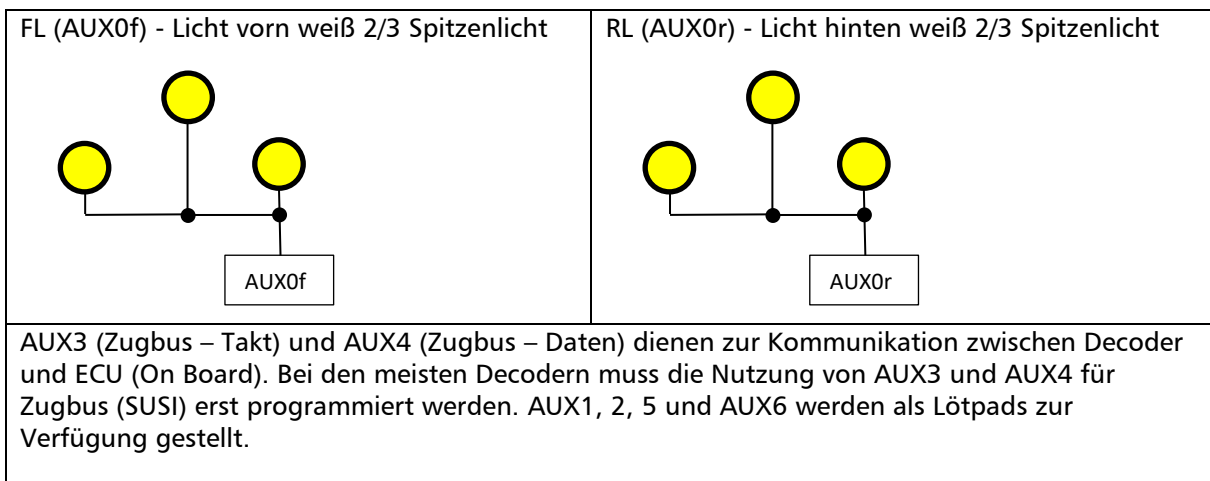 FL (AUX0f) - Licht vorn weiß 2/3 Spitzenlicht
AUX0f
RL (AUX0r) - Licht hinten weiß 2/3 Spitzenlicht
AUX0r
AUX3 (Zugbus – Takt) und AUX4 (Zugbus – Daten) dienen zur Kommunikation zwischen Decoder
und ECU (On Board). Bei den meisten Decodern muss die Nutzung von AUX3 und AUX4 für
Zugbus (SUSI) erst programmiert werden. AUX1, 2, 5 und AUX6 werden als Lötpads zur
Verfügung gestellt.